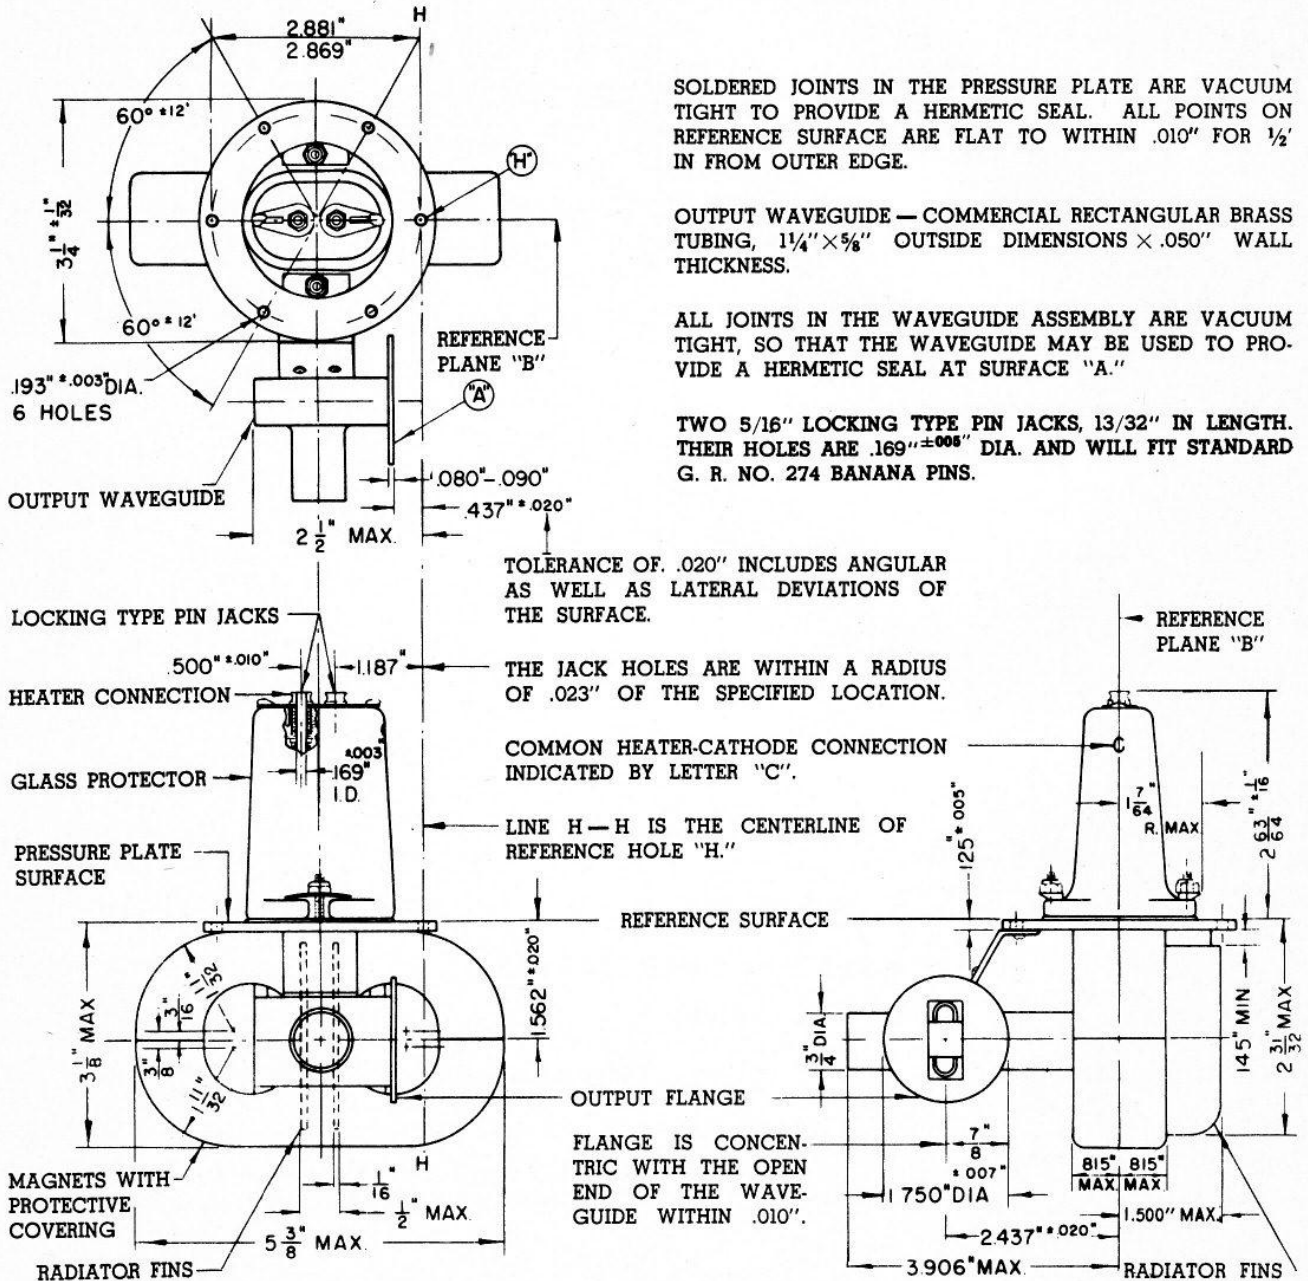 H
2.881"
2.869"
60° ±12'
3 1/4" ± 1/32"
60° ±12'
.193" ±.003" DIA.
6 HOLES
"H"
REFERENCE
PLANE "B"
"A"
OUTPUT WAVEGUIDE
.080"-.090"
.437" ±.020"
2 1/2" MAX.
SOLDERED JOINTS IN THE PRESSURE PLATE ARE VACUUM
TIGHT TO PROVIDE A HERMETIC SEAL. ALL POINTS ON
REFERENCE SURFACE ARE FLAT TO WITHIN .010" FOR ½'
IN FROM OUTER EDGE.
OUTPUT WAVEGUIDE — COMMERCIAL RECTANGULAR BRASS
TUBING, 1¼" × ⅝" OUTSIDE DIMENSIONS × .050" WALL
THICKNESS.
ALL JOINTS IN THE WAVEGUIDE ASSEMBLY ARE VACUUM
TIGHT, SO THAT THE WAVEGUIDE MAY BE USED TO PRO-
VIDE A HERMETIC SEAL AT SURFACE "A."
TWO 5/16" LOCKING TYPE PIN JACKS, 13/32" IN LENGTH.
THEIR HOLES ARE .169" ±005" DIA. AND WILL FIT STANDARD
G. R. NO. 274 BANANA PINS.
TOLERANCE OF. .020" INCLUDES ANGULAR
AS WELL AS LATERAL DEVIATIONS OF
THE SURFACE.
LOCKING TYPE PIN JACKS
.500" ±.010"
1.187"
HEATER CONNECTION
THE JACK HOLES ARE WITHIN A RADIUS
OF .023" OF THE SPECIFIED LOCATION.
GLASS PROTECTOR
±.003"
.169"
I.D.
COMMON HEATER-CATHODE CONNECTION
INDICATED BY LETTER "C".
LINE H—H IS THE CENTERLINE OF
REFERENCE HOLE "H."
PRESSURE PLATE
SURFACE
REFERENCE SURFACE
REFERENCE
PLANE "B"
C
1 7/64"
R. MAX.
2 63/64" ± 1/16"
.125" ±.005"
3 1/8" MAX
1 11/32"
3/16"
3/8"
1 11/32"
1.562" ±.020"
H
MAGNETS WITH
PROTECTIVE
COVERING
1/16"
1/2" MAX.
5 3/8" MAX.
RADIATOR FINS
OUTPUT FLANGE
FLANGE IS CONCEN-
TRIC WITH THE OPEN
END OF THE WAVE-
GUIDE WITHIN .010".
3/4" DIA.
.145" MIN
2 31/32" MAX
7/8"
±.007"
1.750" DIA
.815"
MAX.
.815"
MAX
1.500" MAX.
2.437" ±.020"
3.906" MAX.
RADIATOR FINS